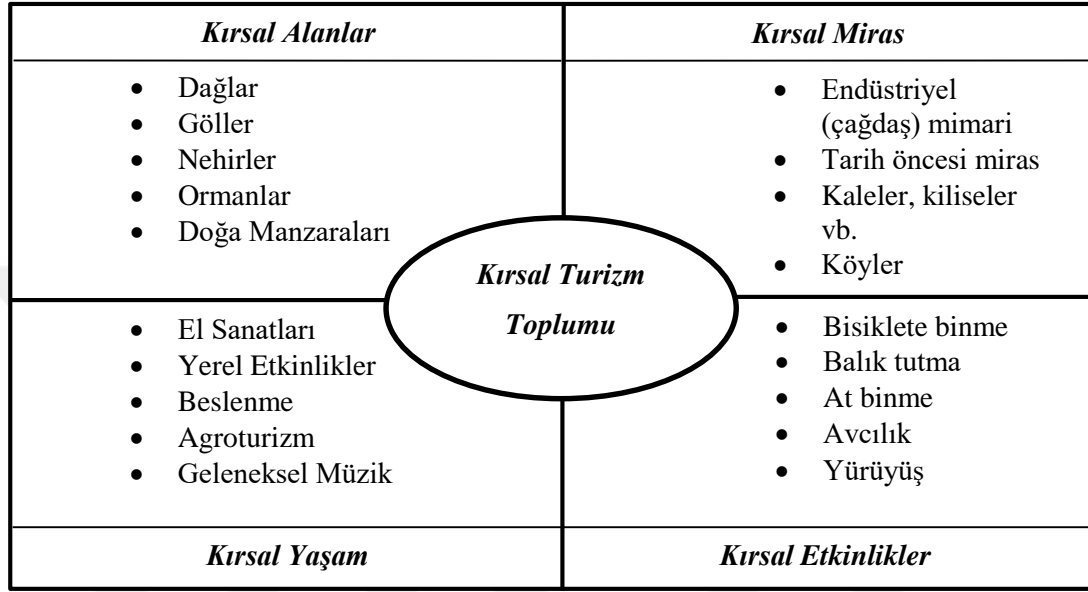 Kırsal Alanlar
• Dağlar
• Göller
• Nehirler
• Ormanlar
• Doğa Manzaraları
Kırsal Miras
• Endüstriyel
(çağdaş) mimari
• Tarih öncesi miras
• Kaleler, kiliseler
vb.
• Köyler
Kırsal Turizm
Toplumu
• El Sanatları
• Yerel Etkinlikler
• Beslenme
• Agroturizm
• Geleneksel Müzik
Kırsal Yaşam
• Bisiklete binme
• Balık tutma
• At binme
• Avcılık
• Yürüyüş
Kırsal Etkinlikler